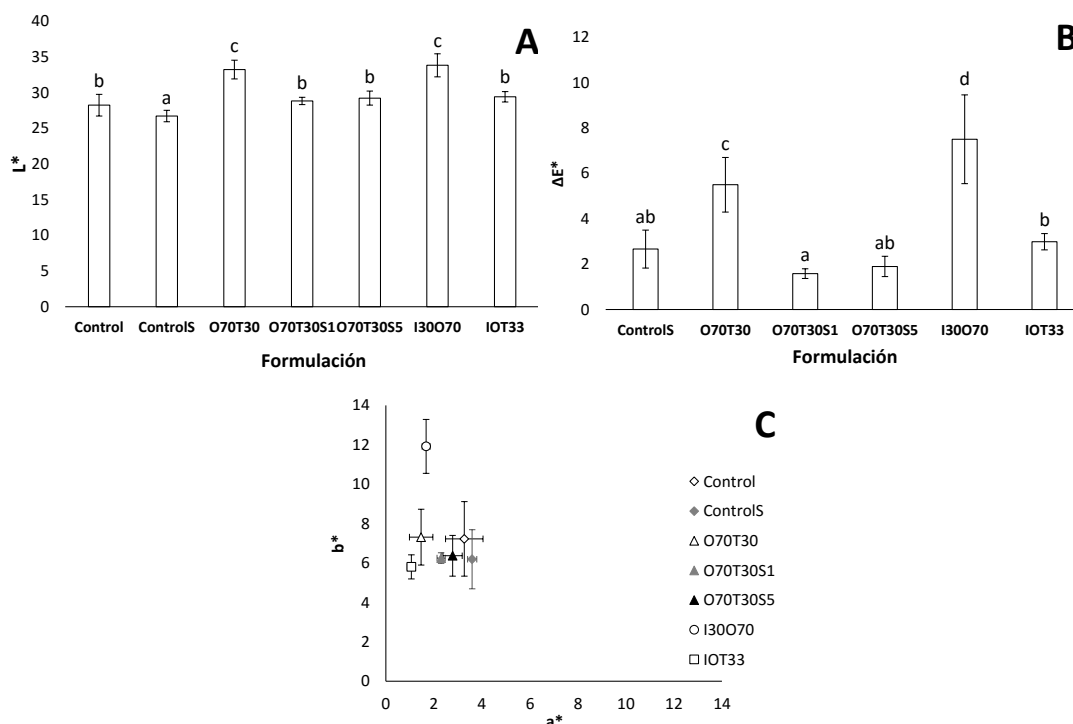 A
40
35
30
25
20
15
10
5
0
L*
b
a
c
b
b
c
b
Control
ControlS
O70T30
O70T30S1
O70T30S5
I30O70
IOT33
Formulación
B
12
10
8
6
4
2
0
ΔE*
ab
c
a
ab
d
b
ControlS
O70T30
O70T30S1
O70T30S5
I30O70
IOT33
Formulación
C
14
12
10
8
6
4
2
0
b*
0 2 4 6 8 10 12 14
a*
Control
ControlS
O70T30
O70T30S1
O70T30S5
I30O70
IOT33